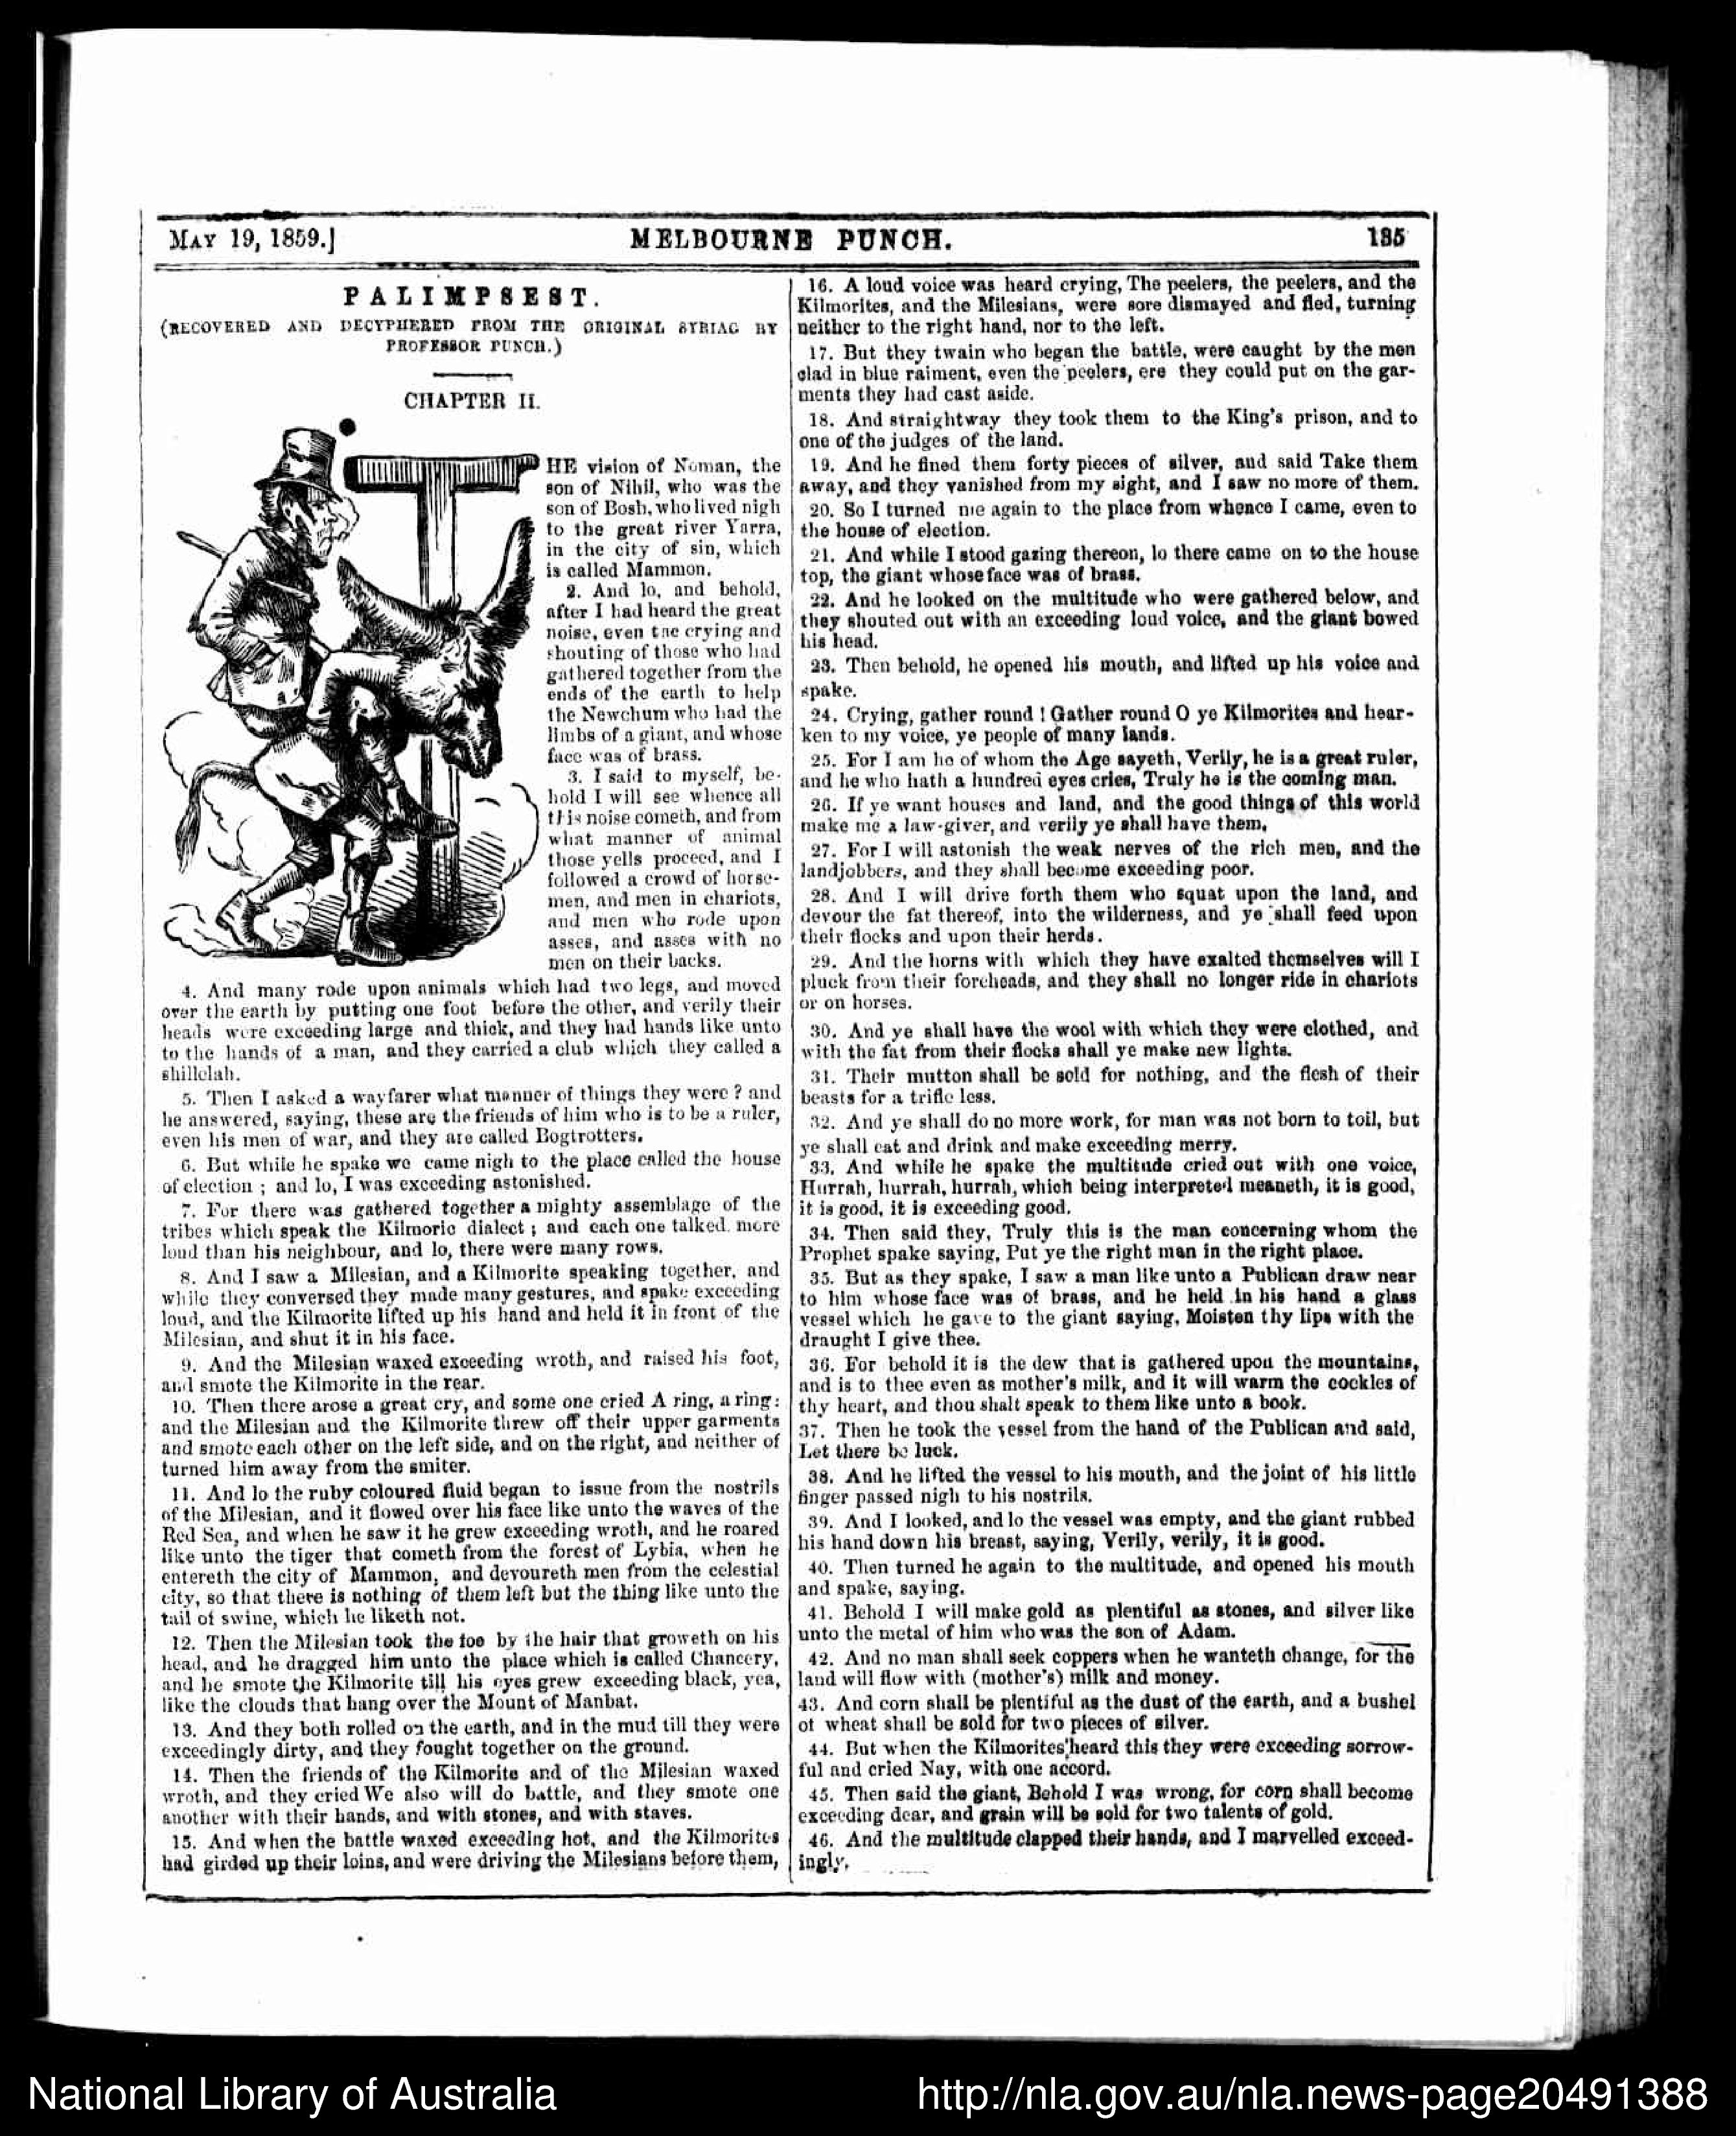 MAY 19, 1859.]
MELBOURNE PUNCH.
185
PALIMPSEST.
(RECOVERED AND DECYPHERED FROM THE ORIGINAL SYRIAC BY
PROFESSOR PUNCH.)
CHAPTER II.
THE vision of Noman, the
son of Nihil, who was the
son of Bosh, who lived nigh
to the great river Yarra,
in the city of sin, which
is called Mammon.
2. And lo, and behold,
after I had heard the great
noise, even the crying and
shouting of those who had
gathered together from the
ends of the earth to help
the Newchum who had the
limbs of a giant, and whose
face was of brass.
3. I said to myself, be-
hold I will see whence all
this noise cometh, and from
what manner of animal
those yells proceed, and I
followed a crowd of horse-
men, and men in chariots,
and men who rode upon
asses, and asses with no
men on their backs.
4. And many rode upon animals which had two legs, and moved
over the earth by putting one foot before the other, and verily their
heads were exceeding large and thick, and they had hands like unto
to the hands of a man, and they carried a club which they called a
shillelah.
5. Then I asked a wayfarer what manner of things they were? and
he answered, saying, these are the friends of him who is to be a ruler,
even his men of war, and they are called Bogtrotters.
6. But while he spake we came nigh to the place called the house
of election; and lo, I was exceeding astonished.
7. For there was gathered together a mighty assemblage of the
tribes which speak the Kilmoric dialect; and each one talked more
loud than his neighbour, and lo, there were many rows.
8. And I saw a Milesian, and a Kilmorite speaking together, and
while they conversed they made many gestures, and spake exceeding
loud, and the Kilmorite lifted up his hand and held it in front of the
Milesian, and shut it in his face.
9. And the Milesian waxed exceeding wroth, and raised his foot,
and smote the Kilmorite in the rear.
10. Then there arose a great cry, and some one cried A ring, a ring:
and the Milesian and the Kilmorite threw off their upper garments
and smote each other on the left side, and on the right, and neither of
turned him away from the smiter.
11. And lo the ruby coloured fluid began to issue from the nostrils
of the Milesian, and it flowed over his face like unto the waves of the
Red Sea, and when he saw it he grew exceeding wroth, and he roared
like unto the tiger that cometh from the forest of Lybia, when he
entereth the city of Mammon, and devoureth men from the celestial
city, so that there is nothing of them left but the thing like unto the
tail of swine, which he liketh not.
12. Then the Milesian took the foe by the hair that groweth on his
head, and he dragged him unto the place which is called Chancery,
and he smote the Kilmorite till his eyes grew exceeding black, yea,
like the clouds that hang over the Mount of Manbat.
13. And they both rolled on the earth, and in the mud till they were
exceedingly dirty, and they fought together on the ground.
14. Then the friends of the Kilmorite and of the Milesian waxed
wroth, and they cried We also will do battle, and they smote one
another with their hands, and with stones, and with staves.
15. And when the battle waxed exceeding hot, and the Kilmorites
had girded up their loins, and were driving the Milesians before them,
16. A loud voice was heard crying, The peelers, the peelers, and the
Kilmorites, and the Milesians, were sore dismayed and fled, turning
neither to the right hand, nor to the left.
17. But they twain who began the battle, were caught by the men
clad in blue raiment, even the peelers, ere they could put on the gar-
ments they had cast aside.
18. And straightway they took them to the King's prison, and to
one of the judges of the land.
19. And he fined them forty pieces of silver, and said Take them
away, and they vanished from my sight, and I saw no more of them.
20. So I turned me again to the place from whence I came, even to
the house of election.
21. And while I stood gazing thereon, lo there came on to the house
top, the giant whose face was of brass.
22. And he looked on the multitude who were gathered below, and
they shouted out with an exceeding loud voice, and the giant bowed
his head.
23. Then behold, he opened his mouth, and lifted up his voice and
spake.
24. Crying, gather round! Gather round O ye Kilmorites and hear-
ken to my voice, ye people of many lands.
25. For I am he of whom the Age sayeth, Verily, he is a great ruler,
and he who hath a hundred eyes cries, Truly he is the coming man.
26. If ye want houses and land, and the good things of this world
make me a law-giver, and verily ye shall have them,
27. For I will astonish the weak nerves of the rich men, and the
landjobbers, and they shall become exceeding poor.
28. And I will drive forth them who squat upon the land, and
devour the fat thereof, into the wilderness, and ye shall feed upon
their flocks and upon their herds.
29. And the horns with which they have exalted themselves will I
pluck from their foreheads, and they shall no longer ride in chariots
or on horses.
30. And ye shall have the wool with which they were clothed, and
with the fat from their flocks shall ye make new lights.
31. Their mutton shall be sold for nothing, and the flesh of their
beasts for a trifle less.
32. And ye shall do no more work, for man was not born to toil, but
ye shall eat and drink and make exceeding merry.
33. And while he spake the multitude cried out with one voice,
Hurrah, hurrah, hurrah, which being interpreted meaneth, it is good,
it is good, it is exceeding good.
34. Then said they, Truly this is the man concerning whom the
Prophet spake saying, Put ye the right man in the right place.
35. But as they spake, I saw a man like unto a Publican draw near
to him whose face was of brass, and he held in his hand a glass
vessel which he gave to the giant saying, Moisten thy lips with the
draught I give thee.
36. For behold it is the dew that is gathered upon the mountains,
and is to thee even as mother's milk, and it will warm the cockles of
thy heart, and thou shalt speak to them like unto a book.
37. Then he took the vessel from the hand of the Publican and said,
Let there be luck.
38. And he lifted the vessel to his mouth, and the joint of his little
finger passed nigh to his nostrils.
39. And I looked, and lo the vessel was empty, and the giant rubbed
his hand down his breast, saying, Verily, verily, it is good.
40. Then turned he again to the multitude, and opened his mouth
and spake, saying.
41. Behold I will make gold as plentiful as stones, and silver like
unto the metal of him who was the son of Adam.
42. And no man shall seek coppers when he wanteth change, for the
land will flow with (mother's) milk and money.
43. And corn shall be plentiful as the dust of the earth, and a bushel
of wheat shall be sold for two pieces of silver.
44. But when the Kilmorites heard this they were exceeding sorrow-
ful and cried Nay, with one accord.
45. Then said the giant, Behold I was wrong, for corn shall become
exceeding dear, and grain will be sold for two talents of gold.
46. And the multitude clapped their hands, and I marvelled exceed-
ingly.
National Library of Australia
http://nla.gov.au/nla.news-page20491388